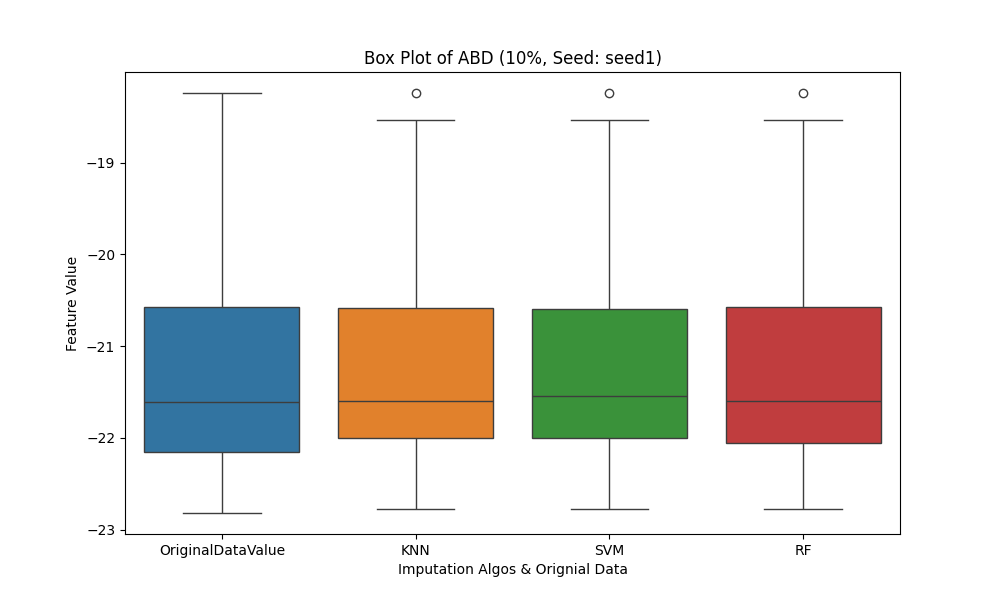 Box Plot of ABD (10%, Seed: seed1)
−19
−20
−21
−22
−23
Feature Value
OriginalDataValue KNN SVM RF
Imputation Algos & Orignial Data